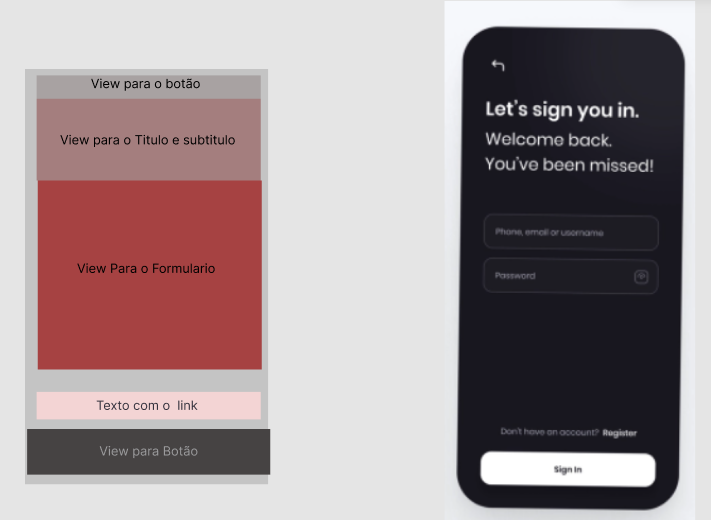 View para o botão
View para o Titulo e subtitulo
View Para o Formulario
Texto com o link
View para Botão
Let's sign you in.
Welcome back.
You've been missed!
Phone, email or username
Password
Don't have an account? Register
Sign In